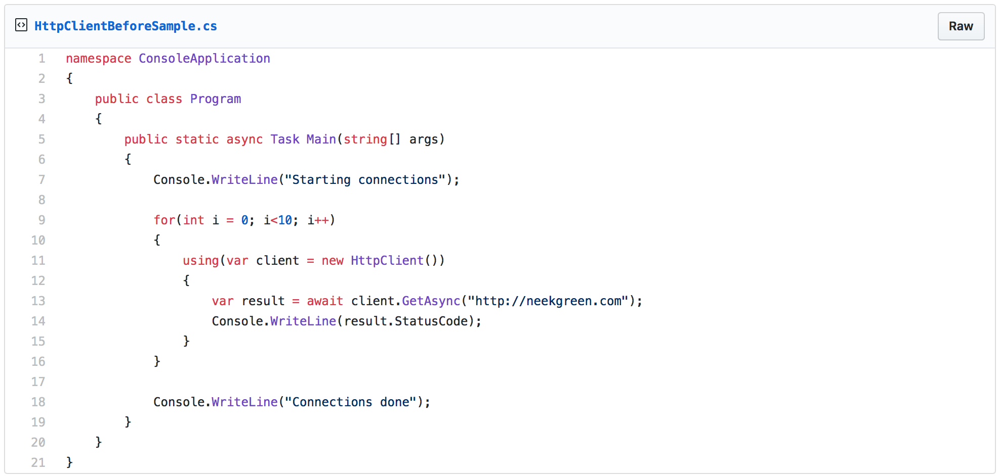 HttpClientBeforeSample.cs
Raw
1 namespace ConsoleApplication
2 {
3     public class Program
4     {
5         public static async Task Main(string[] args)
6         {
7             Console.WriteLine("Starting connections");
8
9             for(int i = 0; i<10; i++)
10             {
11                 using(var client = new HttpClient())
12                 {
13                     var result = await client.GetAsync("http://neekgreen.com");
14                     Console.WriteLine(result.StatusCode);
15                 }
16             }
17
18             Console.WriteLine("Connections done");
19         }
20     }
21 }